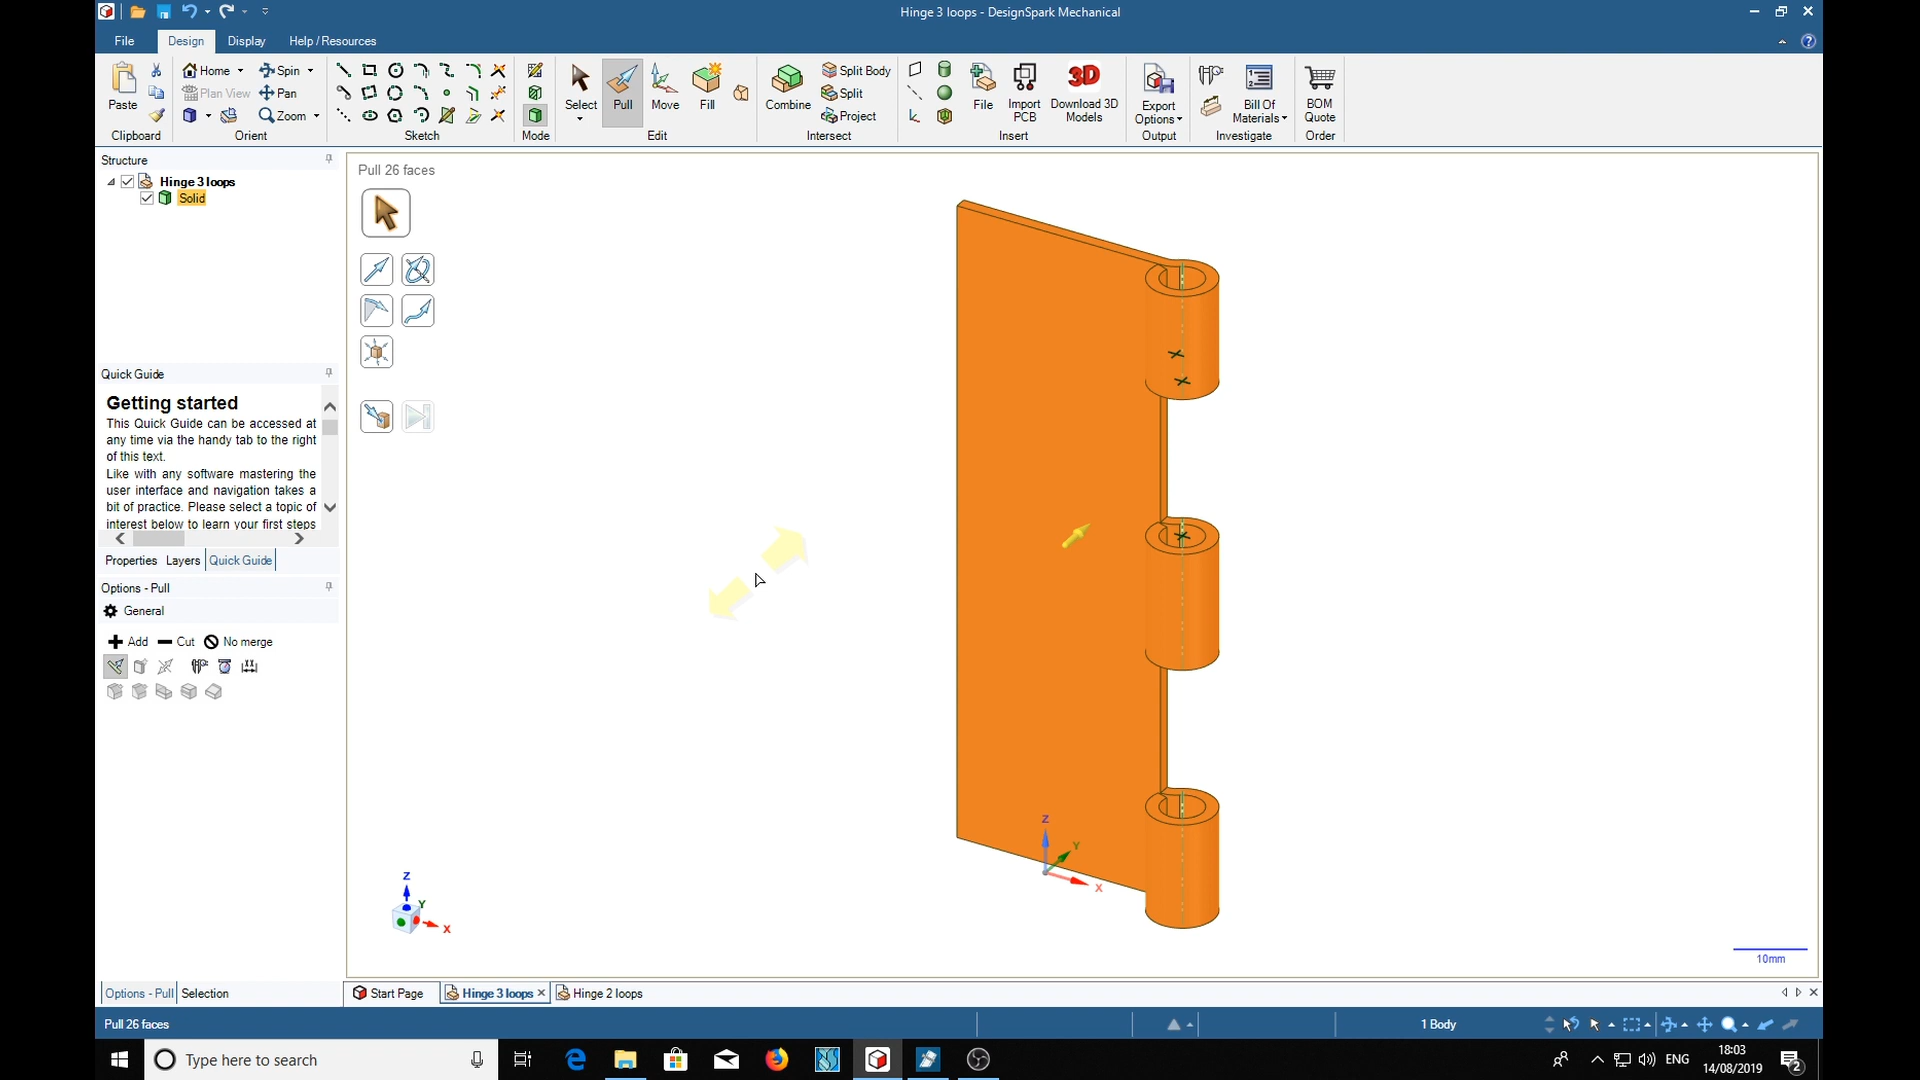 Hinge 3 loops - DesignSpark Mechanical
File Design Display Help / Resources
Paste
Clipboard
Home Spin
Plan View Pan
Zoom
Orient
Sketch
Mode
Select Pull Move Fill
Edit
Combine
Split Body
Split
Project
Intersect
File
Import PCB
Download 3D Models
3D
Insert
Export Options
Output
Bill Of Materials
Investigate
BOM Quote
Order
Structure
Hinge 3 loops
Solid
Quick Guide
Getting started
This Quick Guide can be accessed at
any time via the handy tab to the right
of this text.
Like with any software mastering the
user interface and navigation takes a
bit of practice. Please select a topic of
interest below to learn your first steps
Properties Layers Quick Guide
Options - Pull
General
Add Cut No merge
Options - Pull Selection
Pull 26 faces
Z
Y
X
Z
Y
X
10mm
Start Page Hinge 3 loops Hinge 2 loops
Pull 26 faces 1 Body
Type here to search
ENG
18:03
14/08/2019
2